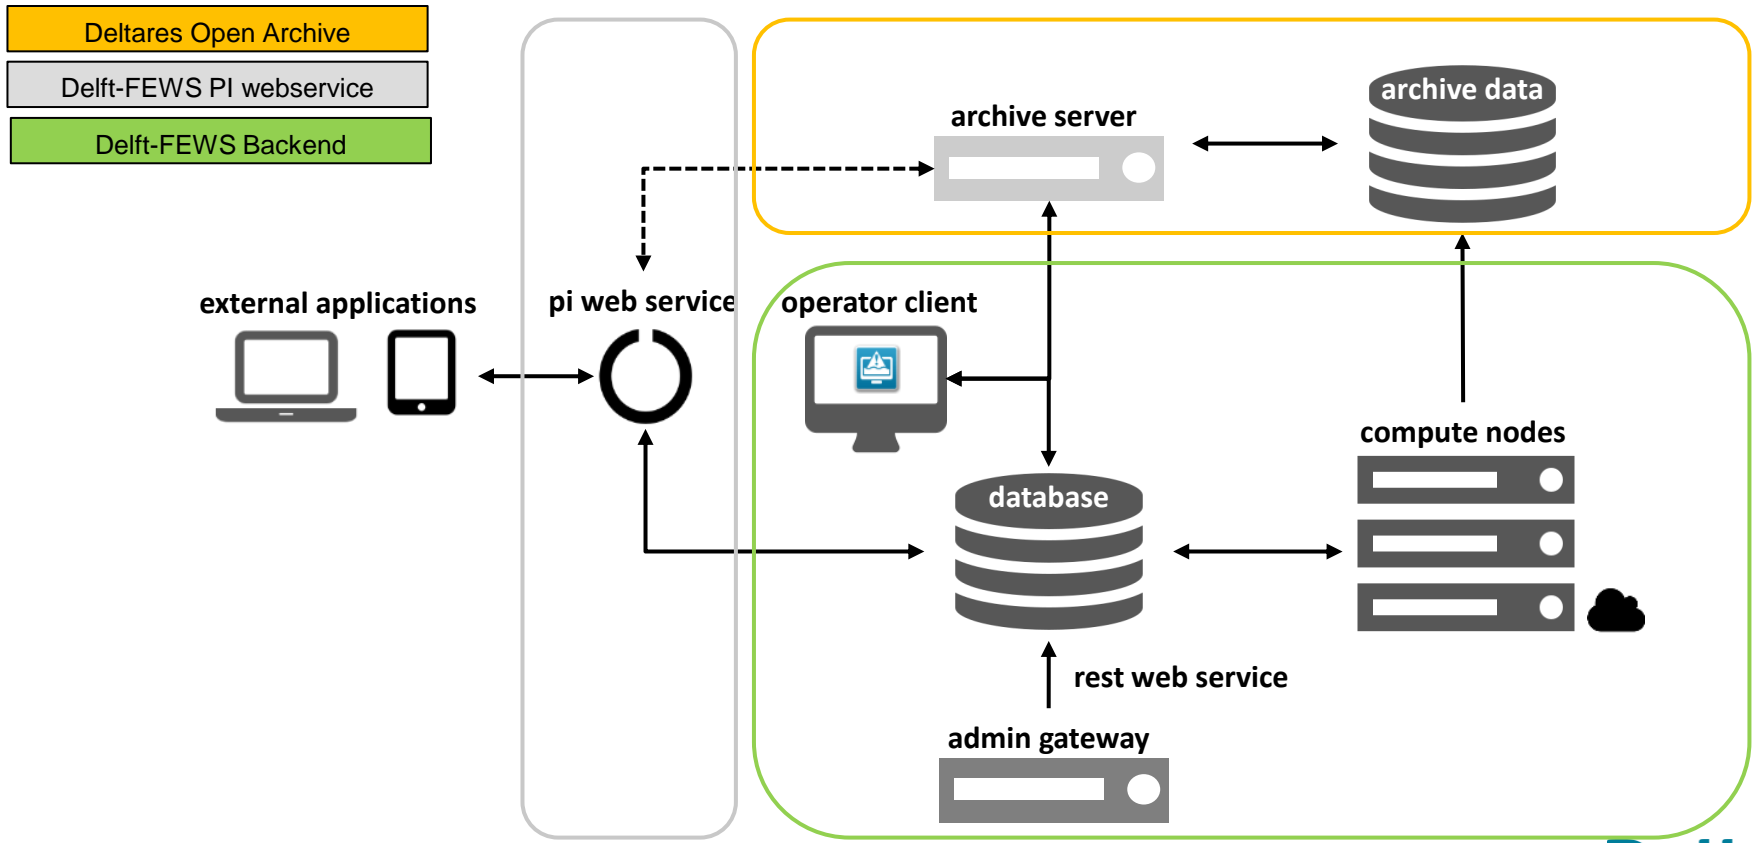 Deltares Open Archive
Delft-FEWS PI webservice
Delft-FEWS Backend
archive server
archive data
external applications
pi web service
operator client
compute nodes
database
rest web service
admin gateway